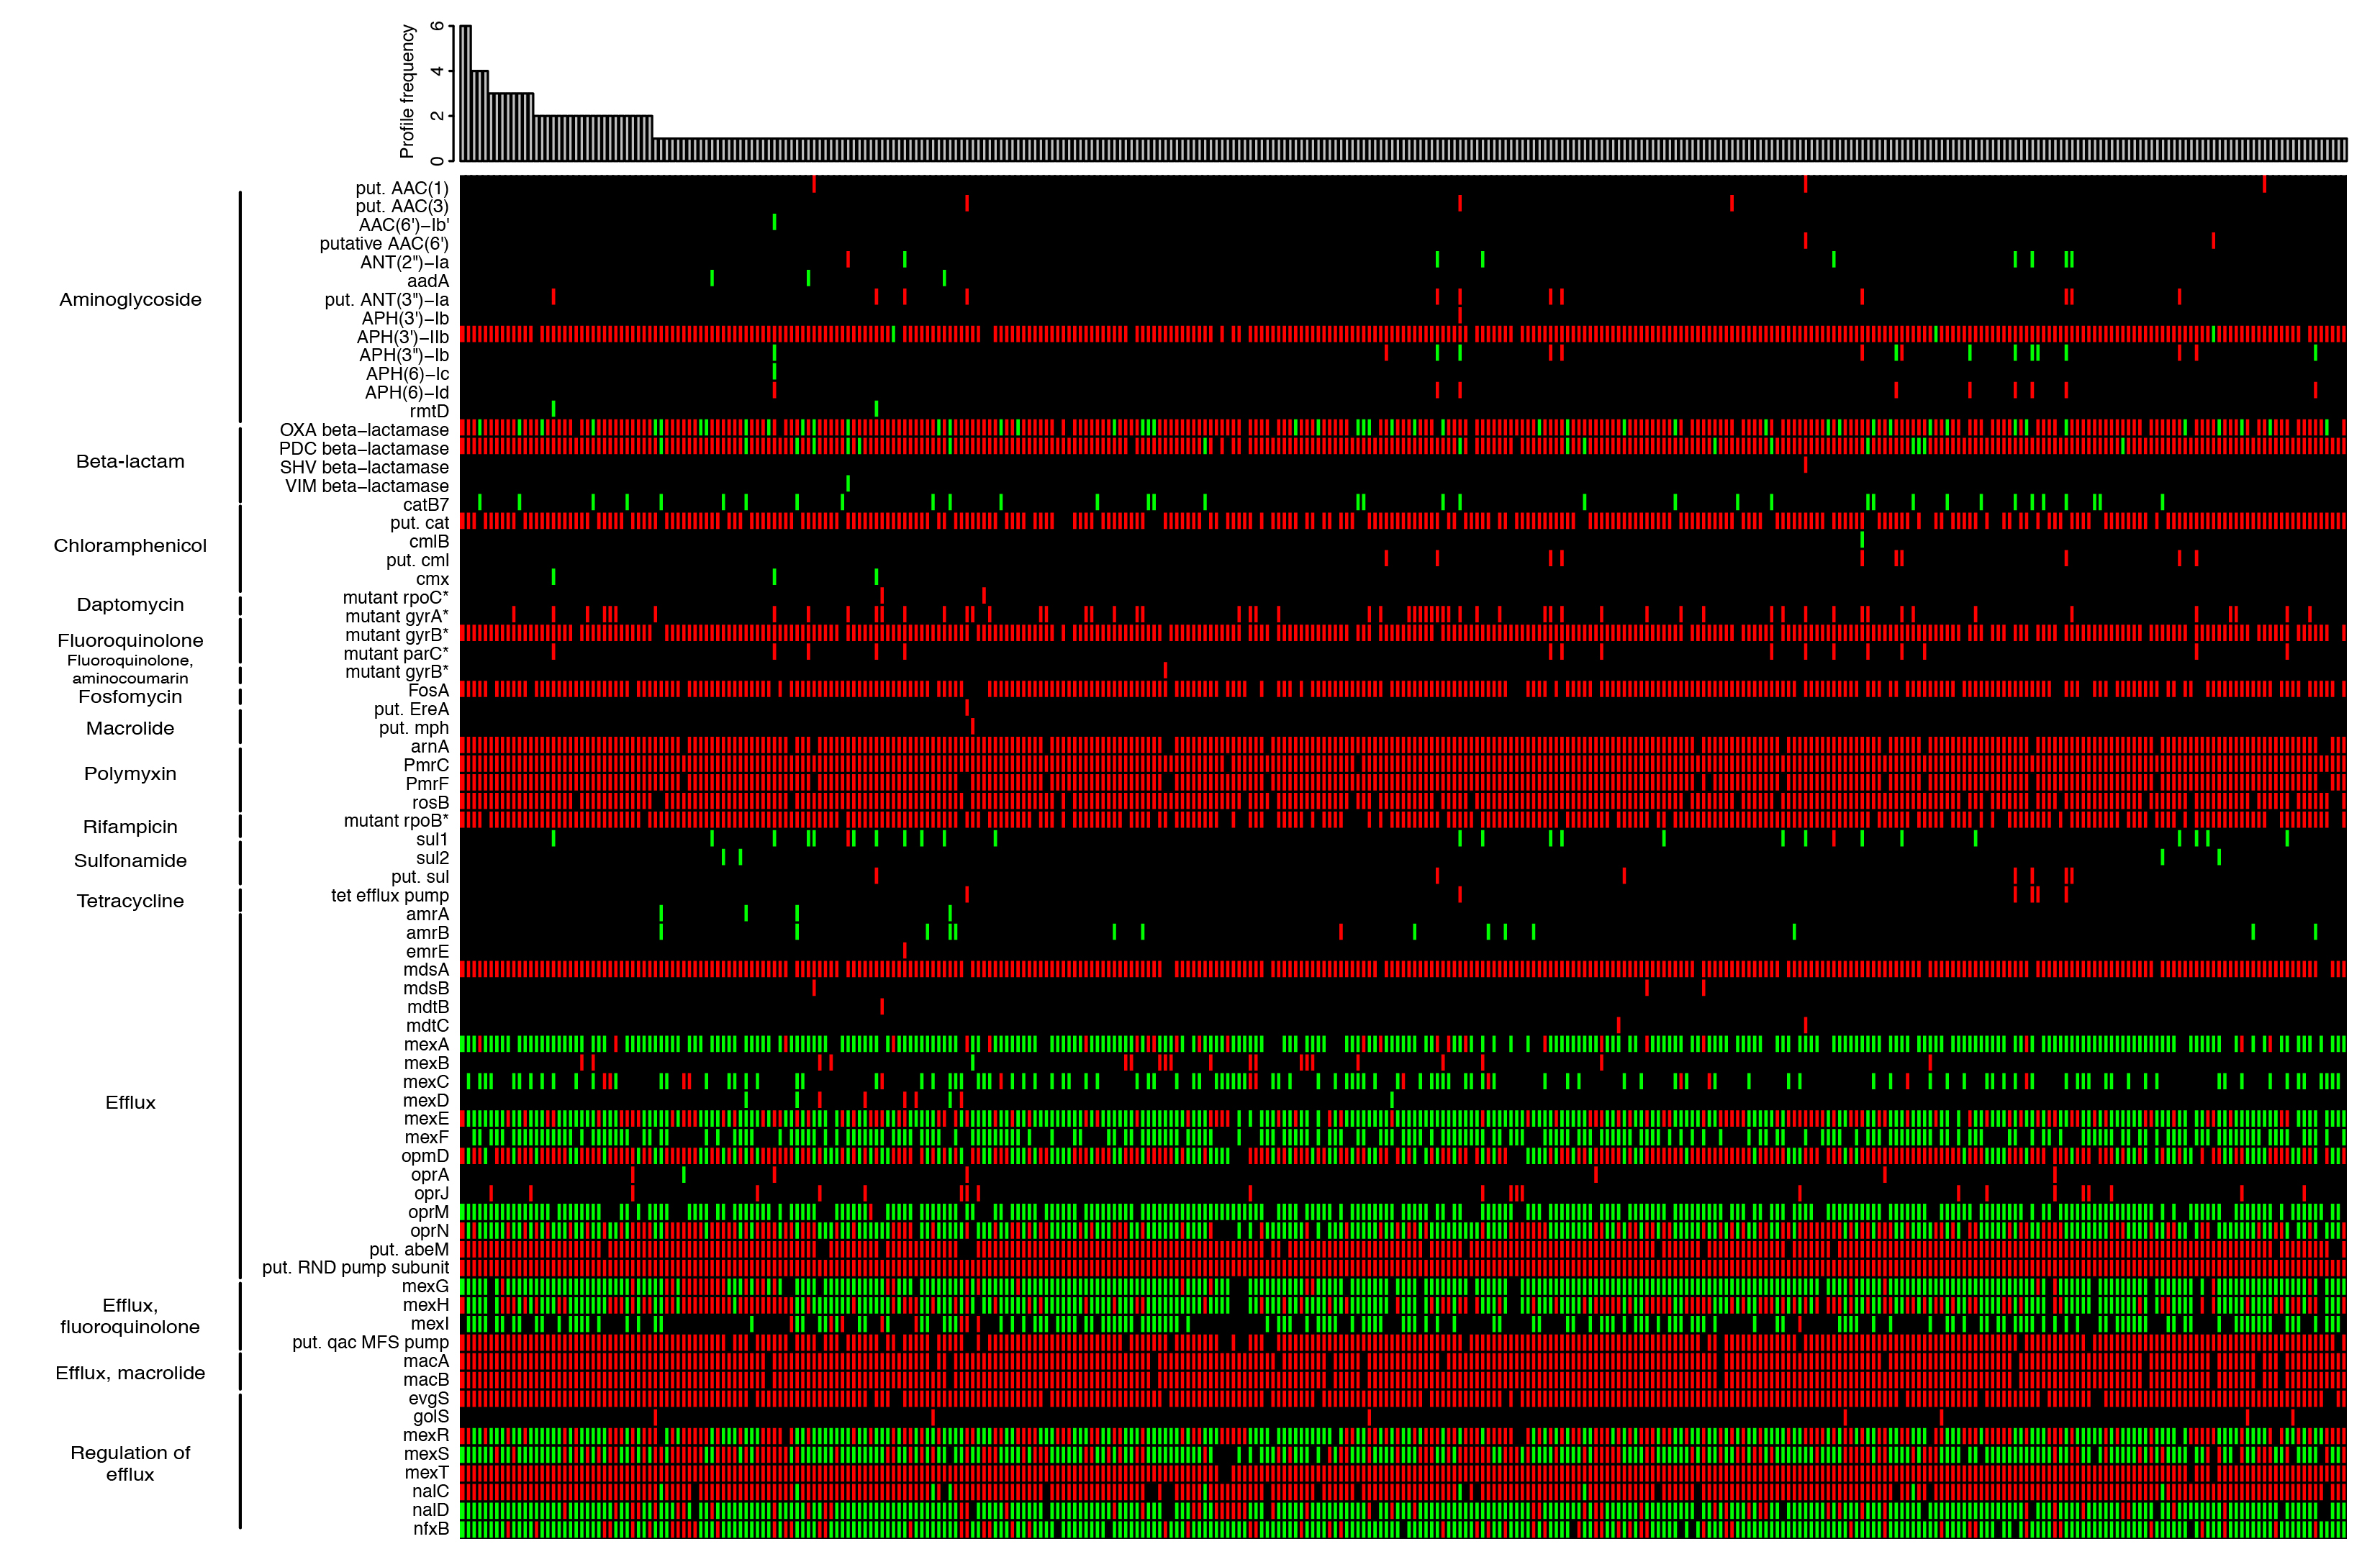 Profile frequency
6
4
2
0
Aminoglycoside
Beta-lactam
Chloramphenicol
Daptomycin
Fluoroquinolone
Fluoroquinolone,
aminocoumarin
Fosfomycin
Macrolide
Polymyxin
Rifampicin
Sulfonamide
Tetracycline
Efflux
Efflux,
fluoroquinolone
Efflux, macrolide
Regulation of
efflux
put. AAC(1)
put. AAC(3)
AAC(6')−Ib'
putative AAC(6')
ANT(2")−Ia
aadA
put. ANT(3")−Ia
APH(3')−Ib
APH(3')−IIb
APH(3")−Ib
APH(6)−Ic
APH(6)−Id
rmtD
OXA beta−lactamase
PDC beta−lactamase
SHV beta−lactamase
VIM beta−lactamase
catB7
put. cat
cmlB
put. cml
cmx
mutant rpoC*
mutant gyrA*
mutant gyrB*
mutant parC*
mutant gyrB*
FosA
put. EreA
put. mph
arnA
PmrC
PmrF
rosB
mutant rpoB*
sul1
sul2
put. sul
tet efflux pump
amrA
amrB
emrE
mdsA
mdsB
mdtB
mdtC
mexA
mexB
mexC
mexD
mexE
mexF
opmD
oprA
oprJ
oprM
oprN
put. abeM
put. RND pump subunit
mexG
mexH
mexI
put. qac MFS pump
macA
macB
evgS
golS
mexR
mexS
mexT
nalC
nalD
nfxB